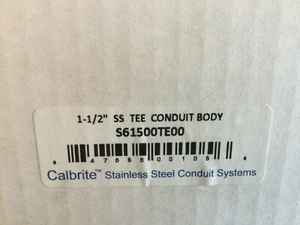 1-1/2" SS TEE CONDUIT BODY
S61500TE00
Calbrite™ Stainless Steel Conduit Systems